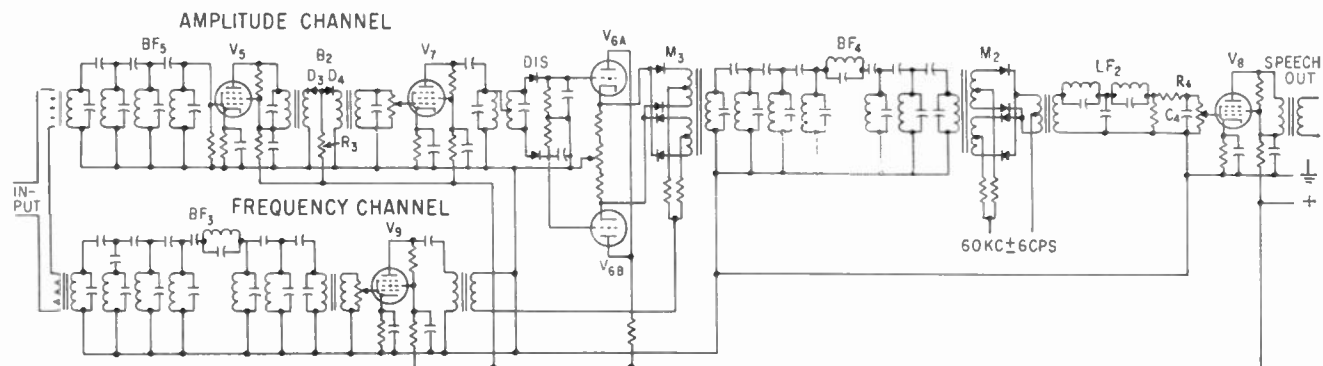 AMPLITUDE CHANNEL
BF5
V5
B2
D3 D4
R3
V7
DIS
V6A
M3
BF4
M2
LF2
R4
C4
V8
SPEECH OUT
IN-
PUT
FREQUENCY CHANNEL
BF3
V9
V6B
60KC±6CPS
+